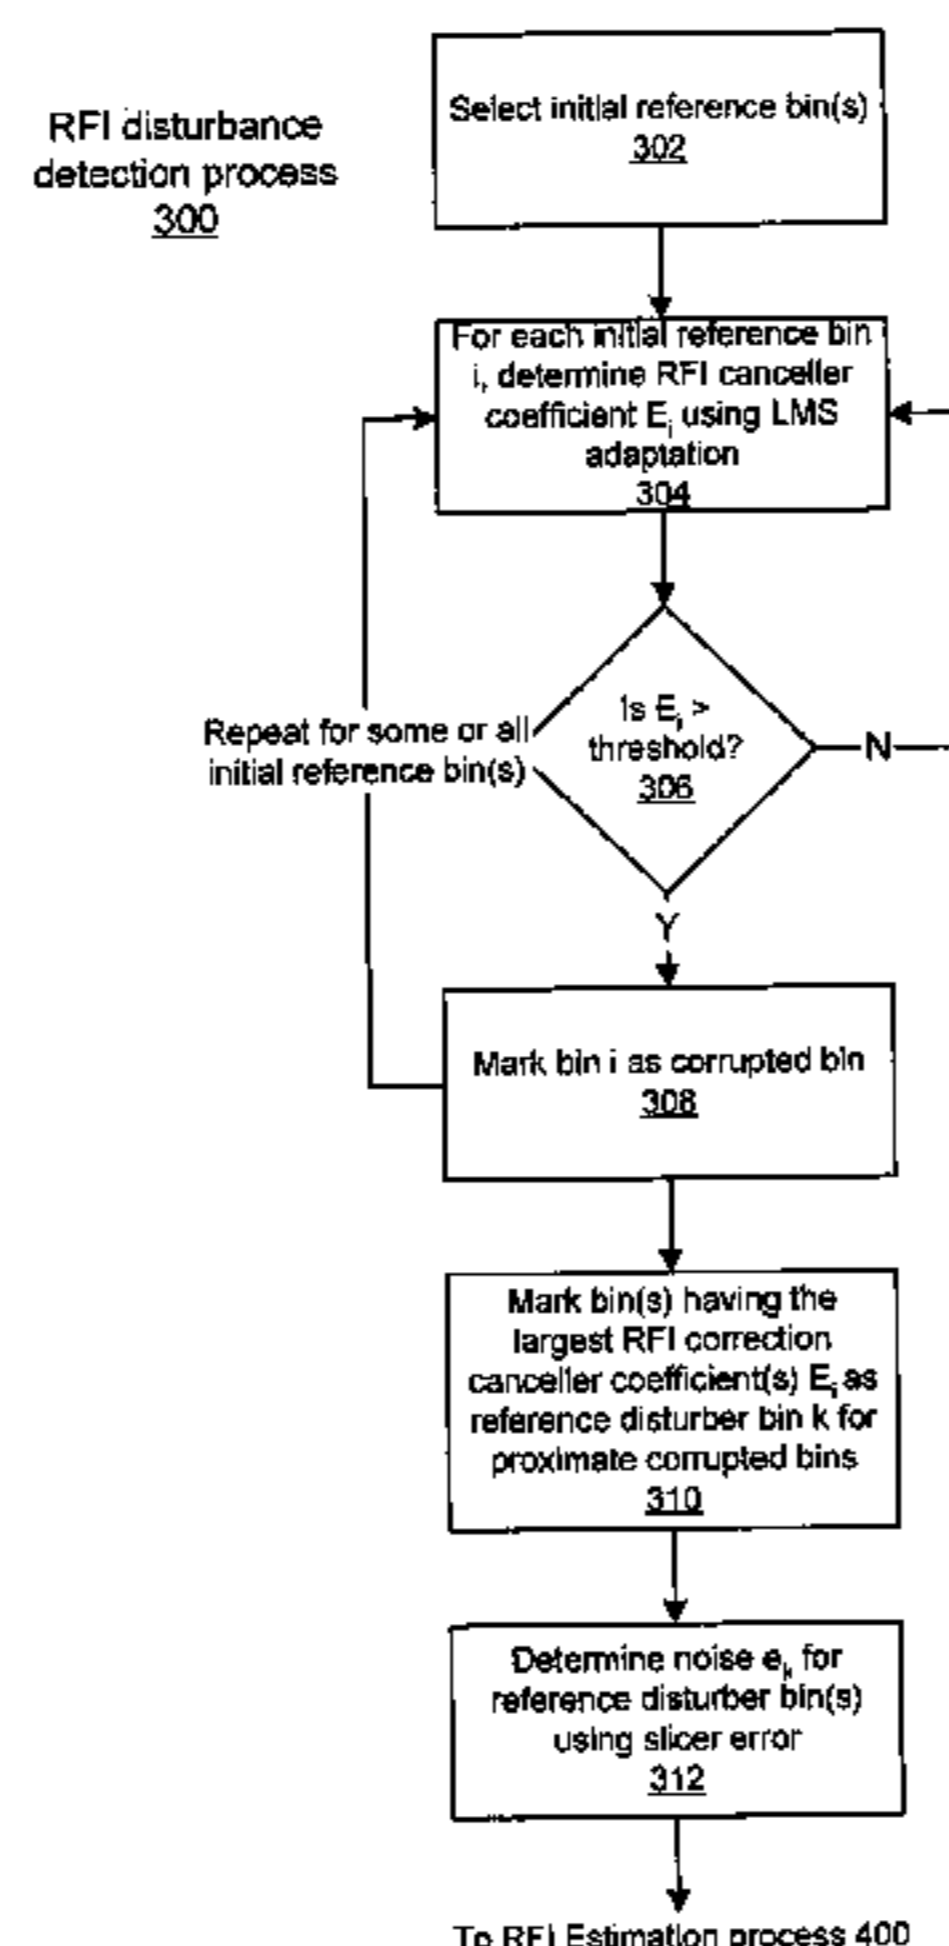 RFI disturbance
detection process
300
Select initial reference bin(s)
302
For each initial reference bin
i, determine RFI canceller
coefficient Ei using LMS
adaptation
304
Is Ei >
threshold?
306
N
Repeat for some or all
initial reference bin(s)
Y
Mark bin i as corrupted bin
308
Mark bin(s) having the
largest RFI correction
canceller coefficient(s) Ei as
reference disturber bin k for
proximate corrupted bins
310
Determine noise ek for
reference disturber bin(s)
using slicer error
312
To RFI Estimation process 400